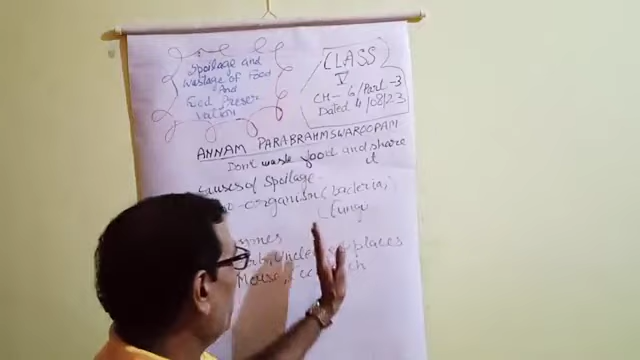 Spoilage and
Wastage of Food
And
Food Preser
vation
CLASS
V
CH- 6/Part -3
Dated 4/08/23
ANNAM PARABRAHMSWAROOPAM
Dont waste food and share
it
Causes of Spoilage-
organism (bacteria,)
(fungi
places
Mouse,